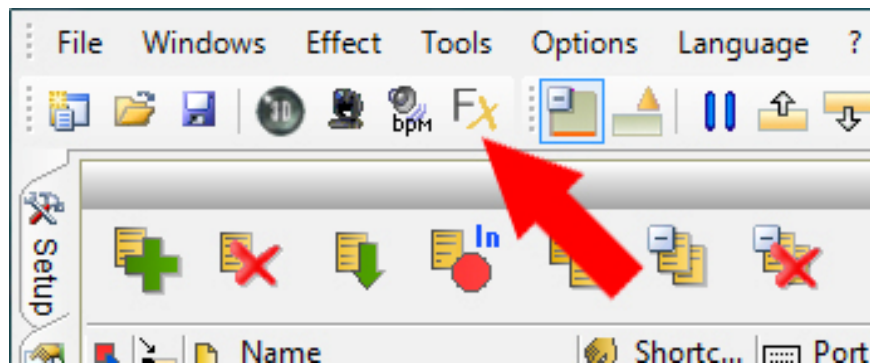 File Windows Effect Tools Options Language ?
3D bpm Fx
In
Setup
Name Shortc... Port